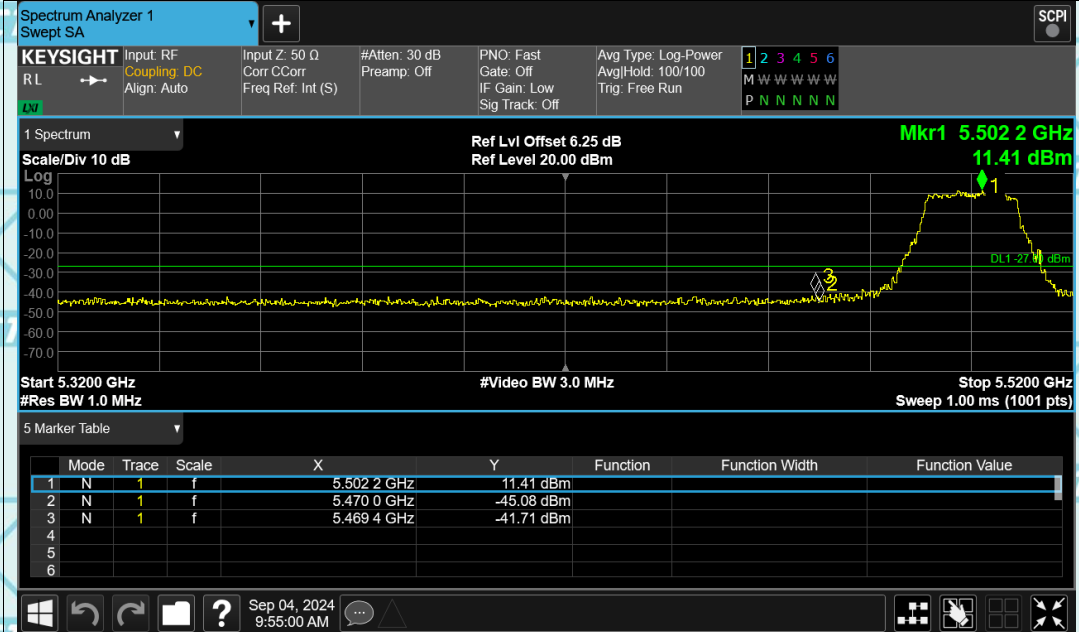 Spectrum Analyzer 1
Swept SA
+
SCPI
KEYSIGHT
RL
LXI
Input: RF
Coupling: DC
Align: Auto
Input Z: 50 Ω
Corr CCorr
Freq Ref: Int (S)
#Atten: 30 dB
Preamp: Off
PNO: Fast
Gate: Off
IF Gain: Low
Sig Track: Off
Avg Type: Log-Power
Avg|Hold: 100/100
Trig: Free Run
1 2 3 4 5 6
M W W W W W
P N N N N N
1 Spectrum
Scale/Div 10 dB
Ref Lvl Offset 6.25 dB
Ref Level 20.00 dBm
Mkr1 5.502 2 GHz
11.41 dBm
Log
10.0
0.00
-10.0
-20.0
-30.0
-40.0
-50.0
-60.0
-70.0
1
3
2
Start 5.3200 GHz
#Video BW 3.0 MHz
Stop 5.5200 GHz
#Res BW 1.0 MHz
Sweep 1.00 ms (1001 pts)
5 Marker Table
Mode Trace Scale X Y Function Function Width Function Value
1 N 1 f 5.502 2 GHz 11.41 dBm
2 N 1 f 5.470 0 GHz -45.08 dBm
3 N 1 f 5.469 4 GHz -41.71 dBm
4
5
6
?
Sep 04, 2024
9:55:00 AM